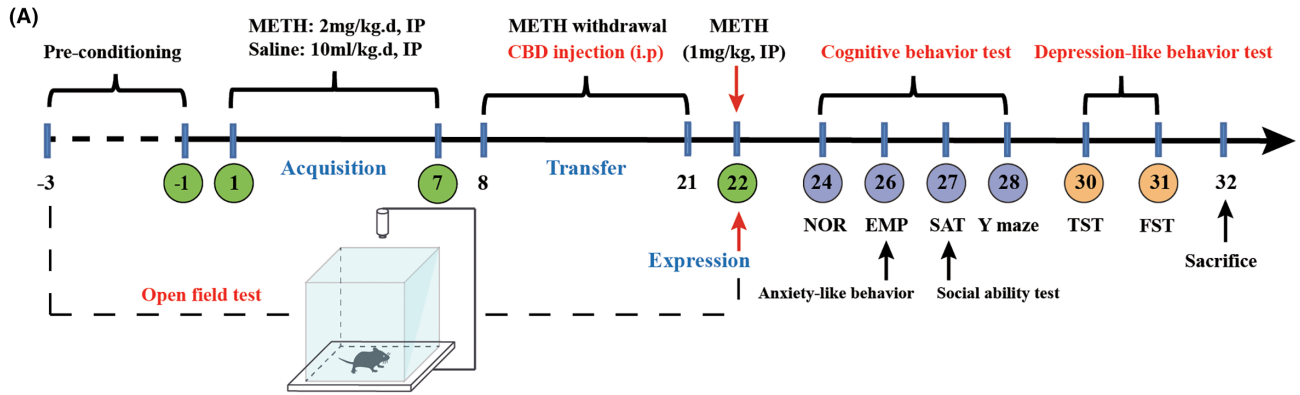 (A)
METH: 2mg/kg.d, IP
Saline: 10ml/kg.d, IP
METH withdrawal
CBD injection (i.p)
METH
(1mg/kg, IP)
Pre-conditioning
Cognitive behavior test
Depression-like behavior test
Acquisition
Transfer
-3
-1
1
7
8
21
22
24
26
27
28
30
31
32
NOR
EMP
SAT
Y maze
TST
FST
Expression
Sacrifice
Open field test
Anxiety-like behavior
Social ability test